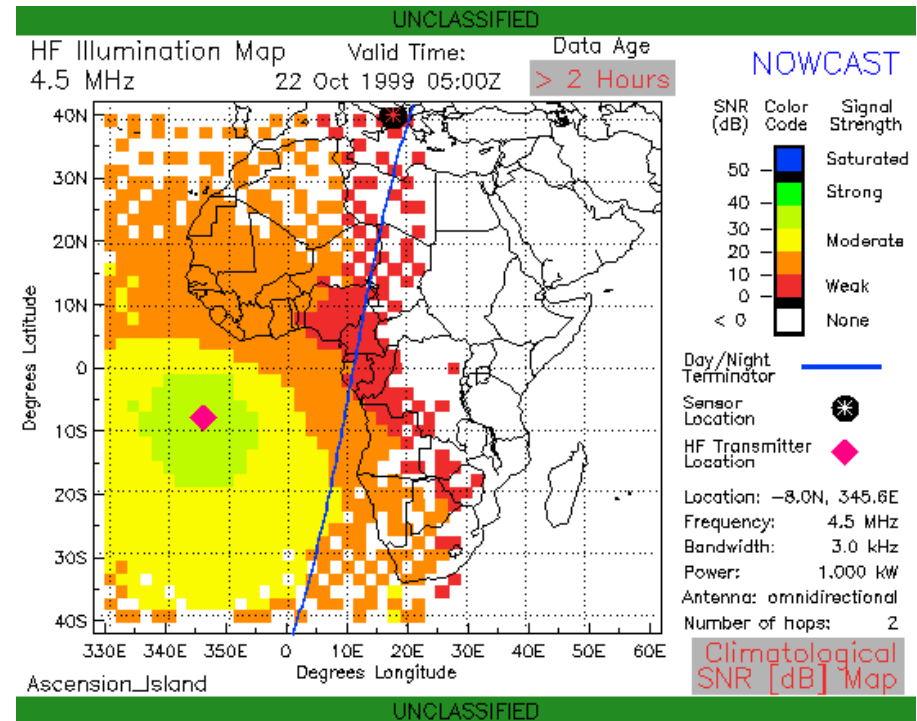 UNCLASSIFIED
HF Illumination Map
Valid Time:
Data Age
4.5 MHz
22 Oct 1999 05:00Z
> 2 Hours
NOWCAST
SNR (dB)
Color Code
Signal Strength
50
40
30
20
10
0
< 0
Saturated
Strong
Moderate
Weak
None
Day/Night Terminator
Sensor Location
HF Transmitter Location
Location: -8.0N, 345.6E
Frequency: 4.5 MHz
Bandwidth: 3.0 kHz
Power: 1.000 kW
Antenna: omnidirectional
Number of hops: 2
Climatological
SNR [dB] Map
Degrees Latitude
40N
30N
20N
10N
0
10S
20S
30S
40S
330E 340E 350E 0 10E 20E 30E 40E 50E 60E
Degrees Longitude
Ascension_Island
UNCLASSIFIED